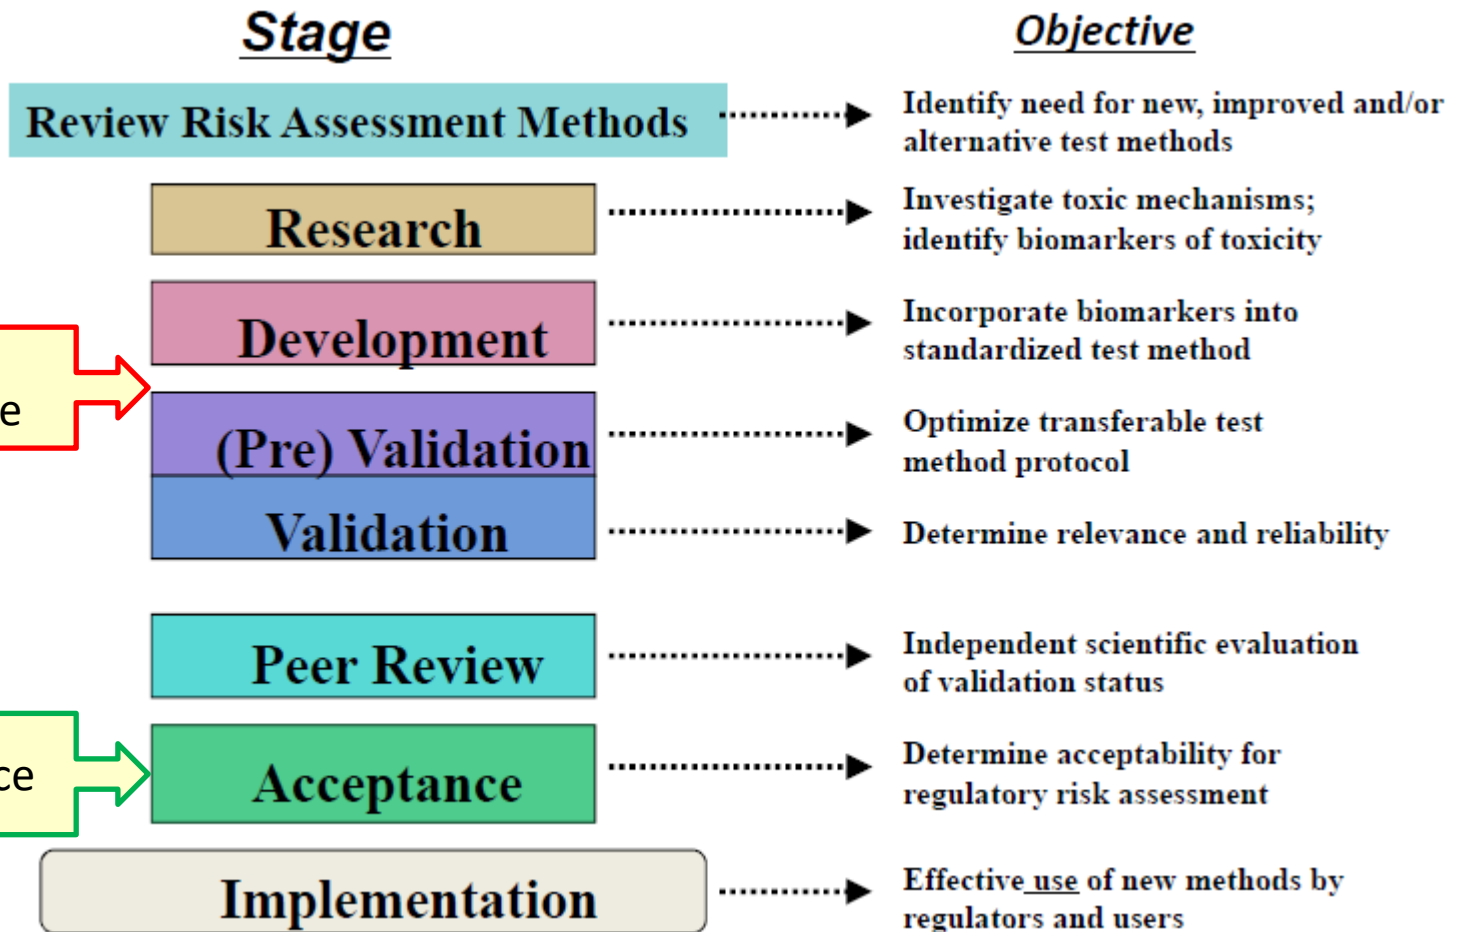 Stage
Objective
Review Risk Assessment Methods
Identify need for new, improved and/or
alternative test methods
Research
Investigate toxic mechanisms;
identify biomarkers of toxicity
Development
Incorporate biomarkers into
standardized test method
(Pre) Validation
Optimize transferable test
method protocol
Validation
Determine relevance and reliability
Peer Review
Independent scientific evaluation
of validation status
Acceptance
Determine acceptability for
regulatory risk assessment
Implementation
Effective use of new methods by
regulators and users